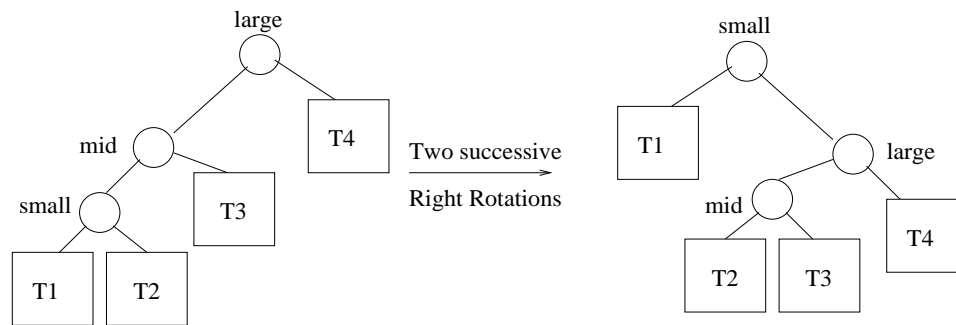 large
mid
T4
small
T3
T1
T2
Two successive
Right Rotations
small
T1
large
mid
T4
T2
T3